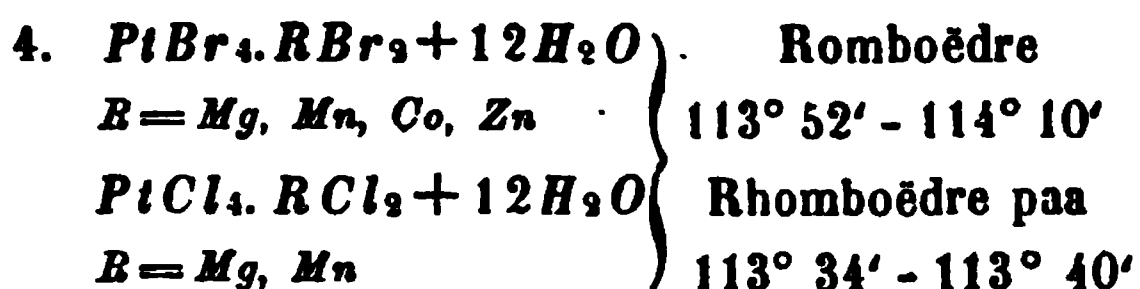 4. PtBr₄. RBr₂ + 12H₂O } Romboëdre
R = Mg, Mn, Co, Zn 113° 52′ - 114° 10′
PtCl₄. RCl₂ + 12H₂O Rhomboëdre paa
R = Mg, Mn 113° 34′ - 113° 40′